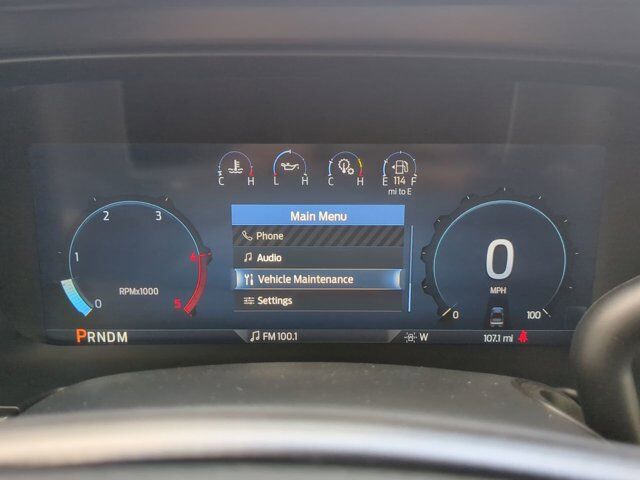 C H L H C H E F
114
mi to E
Main Menu
Phone
Audio
Vehicle Maintenance
Settings
0 1 2 3 4 5
RPMx1000
0
MPH
0 100
PRNDM
FM 100.1
W
107.1 mi